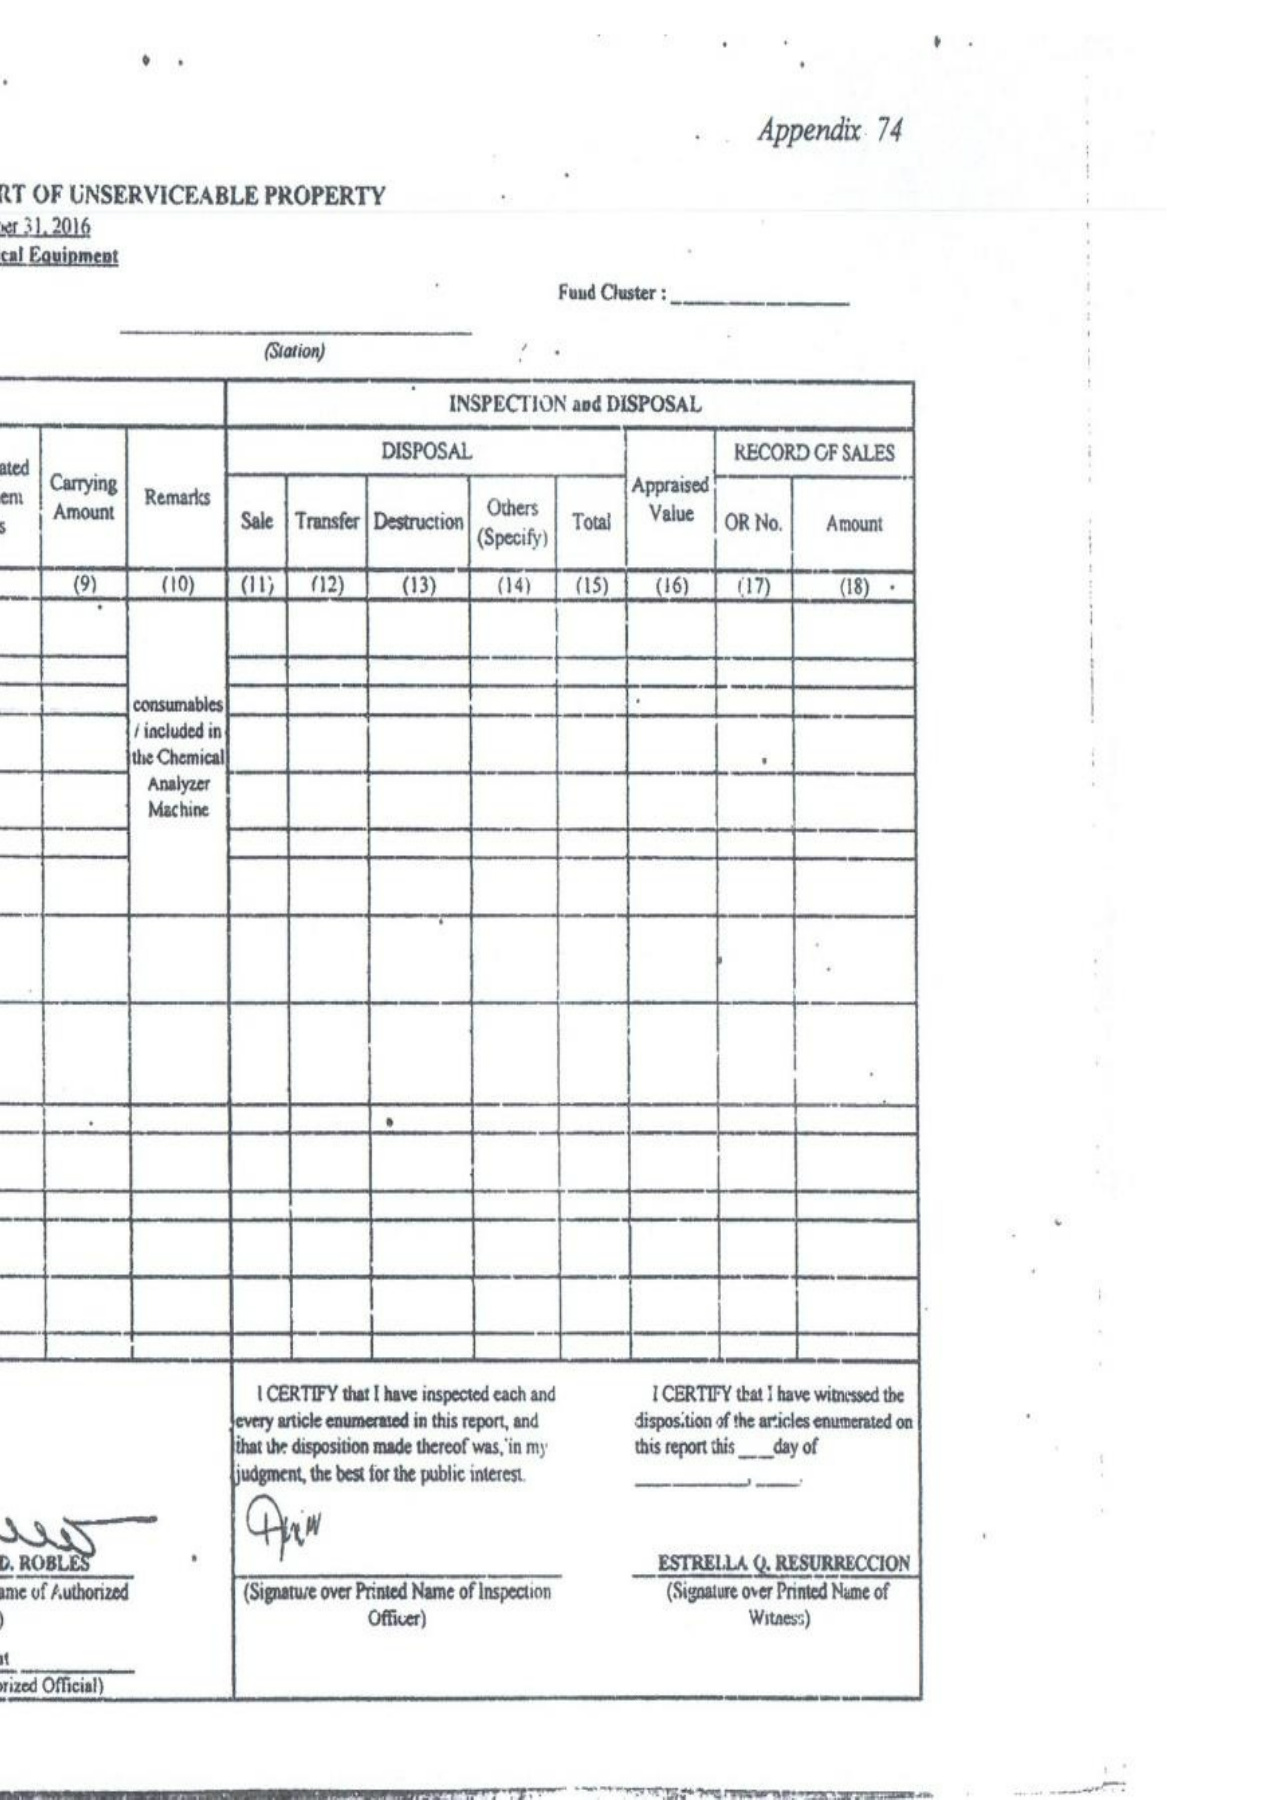 Appendix 74
RT OF UNSERVICEABLE PROPERTY
ber 31, 2016
cal Equipment
Fund Cluster : ____________
(Station)
INSPECTION and DISPOSAL
DISPOSAL
RECORD OF SALES
ated
ent
s
Carrying
Amount
Remarks
Sale
Transfer
Destruction
Others
(Specify)
Total
Appraised
Value
OR No.
Amount
(9) (10) (11) (12) (13) (14) (15) (16) (17) (18)
consumables
/ included in
the Chemical
Analyzer
Machine
I CERTIFY that I have inspected each and
every article enumerated in this report, and
that the disposition made thereof was, in my
judgment, the best for the public interest.
I CERTIFY that I have witnessed the
disposition of the articles enumerated on
this report this ____day of
__________, ____.
D. ROBLES
ame of Authorized
)
nt
orized Official)
(Signature over Printed Name of Inspection
Officer)
ESTRELLA Q. RESURRECCION
(Signature over Printed Name of
Witness)